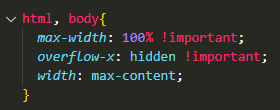 html, body{
max-width: 100% !important;
overflow-x: hidden !important;
width: max-content;
}